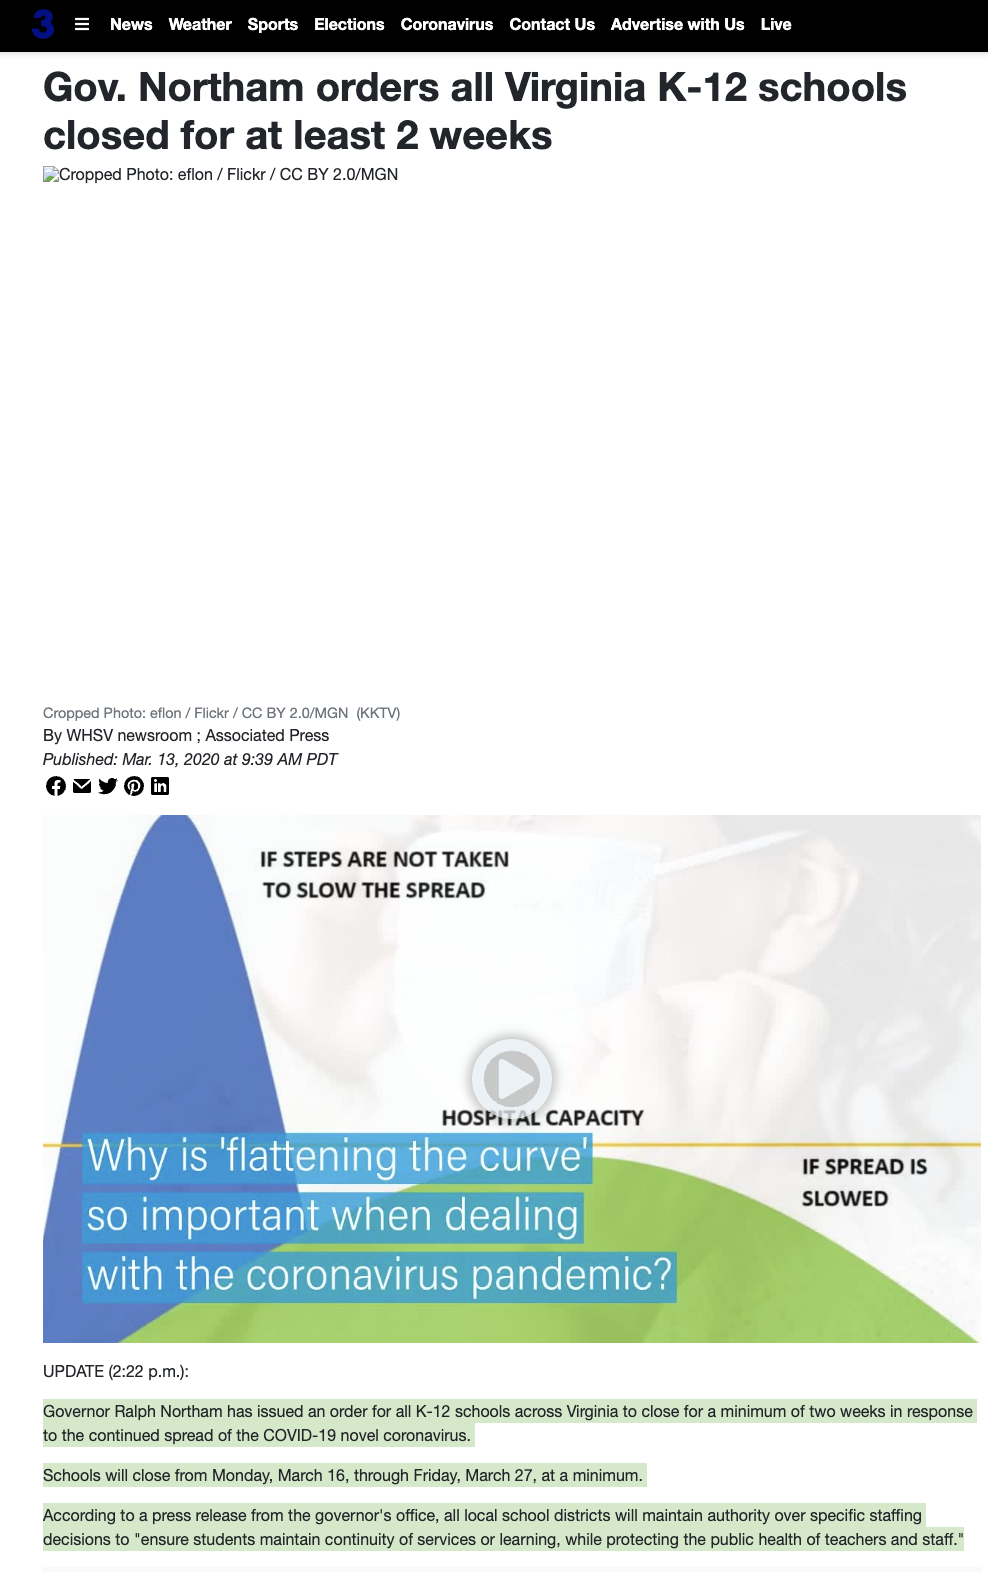 3 ☰ News Weather Sports Elections Coronavirus Contact Us Advertise with Us Live
Gov. Northam orders all Virginia K-12 schools
closed for at least 2 weeks
Cropped Photo: eflon / Flickr / CC BY 2.0/MGN
Cropped Photo: eflon / Flickr / CC BY 2.0/MGN (KKTV)
By WHSV newsroom ; Associated Press
Published: Mar. 13, 2020 at 9:39 AM PDT
IF STEPS ARE NOT TAKEN
TO SLOW THE SPREAD
HOSPITAL CAPACITY
IF SPREAD IS
SLOWED
Why is 'flattening the curve'
so important when dealing
with the coronavirus pandemic?
UPDATE (2:22 p.m.):
Governor Ralph Northam has issued an order for all K-12 schools across Virginia to close for a minimum of two weeks in response
to the continued spread of the COVID-19 novel coronavirus.
Schools will close from Monday, March 16, through Friday, March 27, at a minimum.
According to a press release from the governor's office, all local school districts will maintain authority over specific staffing
decisions to "ensure students maintain continuity of services or learning, while protecting the public health of teachers and staff."